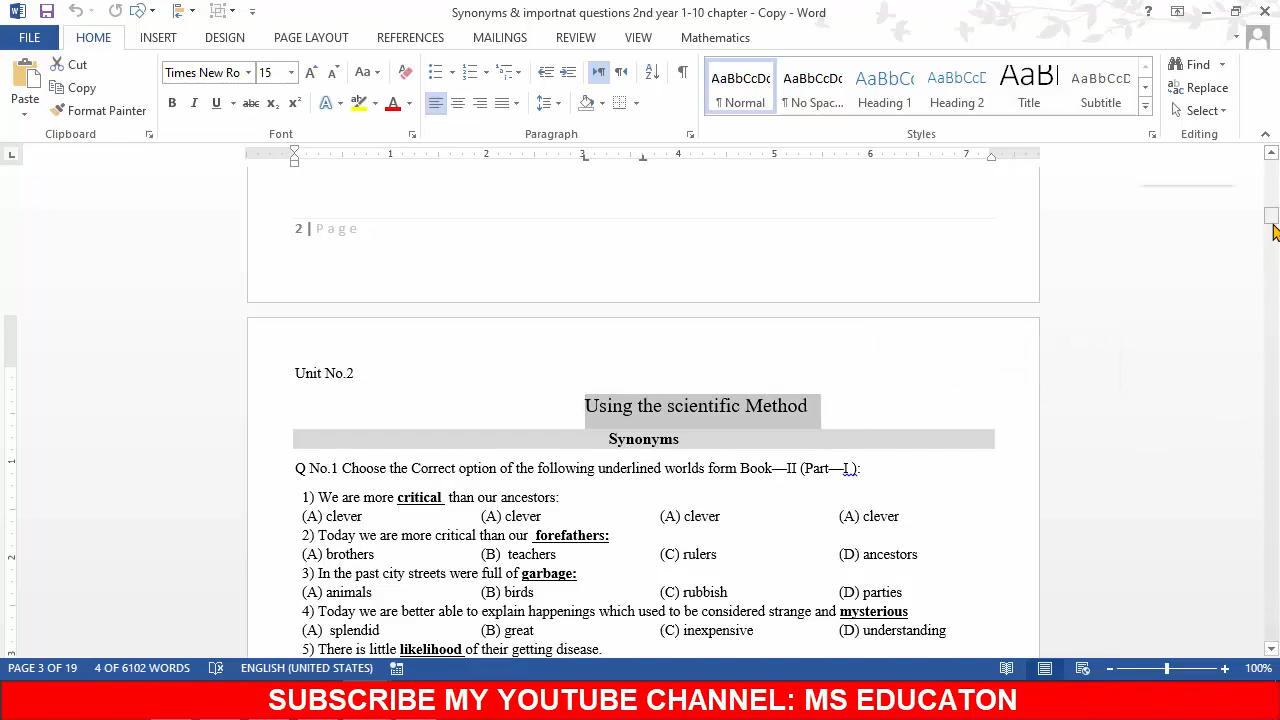 Synonyms & importnat questions 2nd year 1-10 chapter - Copy - Word
FILE HOME INSERT DESIGN PAGE LAYOUT REFERENCES MAILINGS REVIEW VIEW Mathematics
Paste
Cut
Copy
Format Painter
Clipboard
Times New Ro 15
Font
Paragraph
AaBbCcDc AaBbCcDc AaBbCc AaBbCcC AaBl AaBbCcD
¶ Normal ¶ No Spac... Heading 1 Heading 2 Title Subtitle
Styles
Find
Replace
Select
Editing
1 2 3 4 5 6 7
2 | Page
Unit No.2
Using the scientific Method
Synonyms
Q No.1 Choose the Correct option of the following underlined worlds form Book—II (Part—I,):
1) We are more critical than our ancestors:
(A) clever (A) clever (A) clever (A) clever
2) Today we are more critical than our forefathers:
(A) brothers (B) teachers (C) rulers (D) ancestors
3) In the past city streets were full of garbage:
(A) animals (B) birds (C) rubbish (D) parties
4) Today we are better able to explain happenings which used to be considered strange and mysterious
(A) splendid (B) great (C) inexpensive (D) understanding
5) There is little likelihood of their getting disease.
PAGE 3 OF 19 4 OF 6102 WORDS ENGLISH (UNITED STATES) 100%
SUBSCRIBE MY YOUTUBE CHANNEL: MS EDUCATON